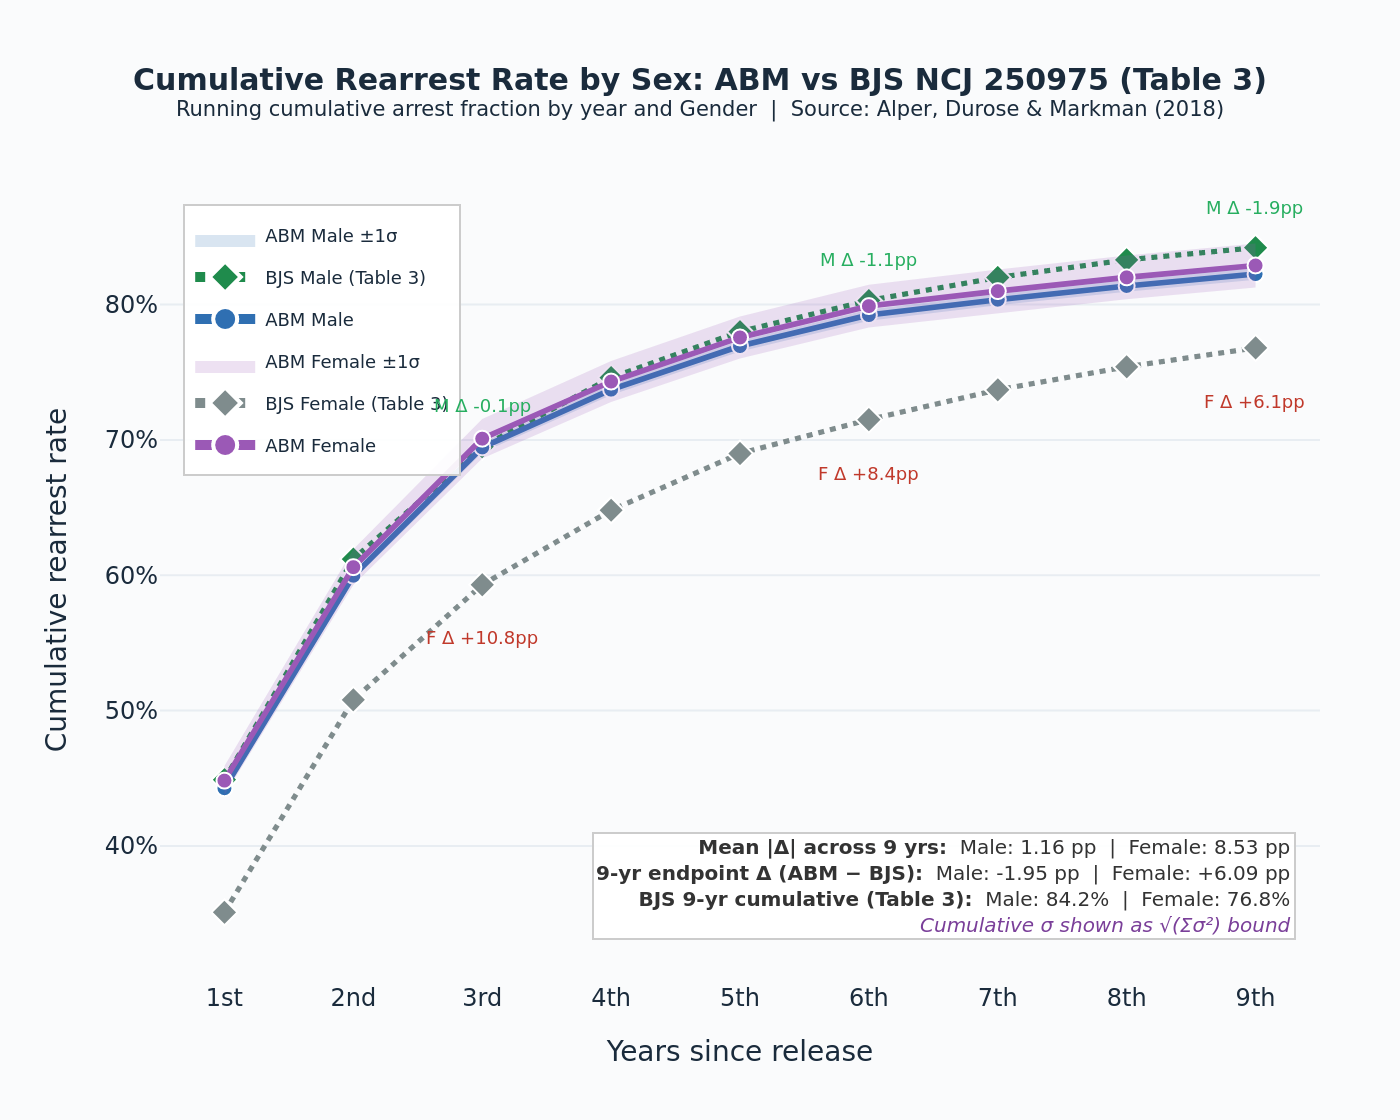 Cumulative Rearrest Rate by Sex: ABM vs BJS NCJ 250975 (Table 3)
Running cumulative arrest fraction by year and Gender | Source: Alper, Durose & Markman (2018)
ABM Male ±1σ
BJS Male (Table 3)
ABM Male
ABM Female ±1σ
BJS Female (Table 3)
ABM Female
M Δ -0.1pp
M Δ -1.1pp
M Δ -1.9pp
F Δ +10.8pp
F Δ +8.4pp
F Δ +6.1pp
Cumulative rearrest rate
80%
70%
60%
50%
40%
Mean |Δ| across 9 yrs: Male: 1.16 pp | Female: 8.53 pp
9-yr endpoint Δ (ABM − BJS): Male: -1.95 pp | Female: +6.09 pp
BJS 9-yr cumulative (Table 3): Male: 84.2% | Female: 76.8%
Cumulative σ shown as √(Σσ²) bound
1st 2nd 3rd 4th 5th 6th 7th 8th 9th
Years since release